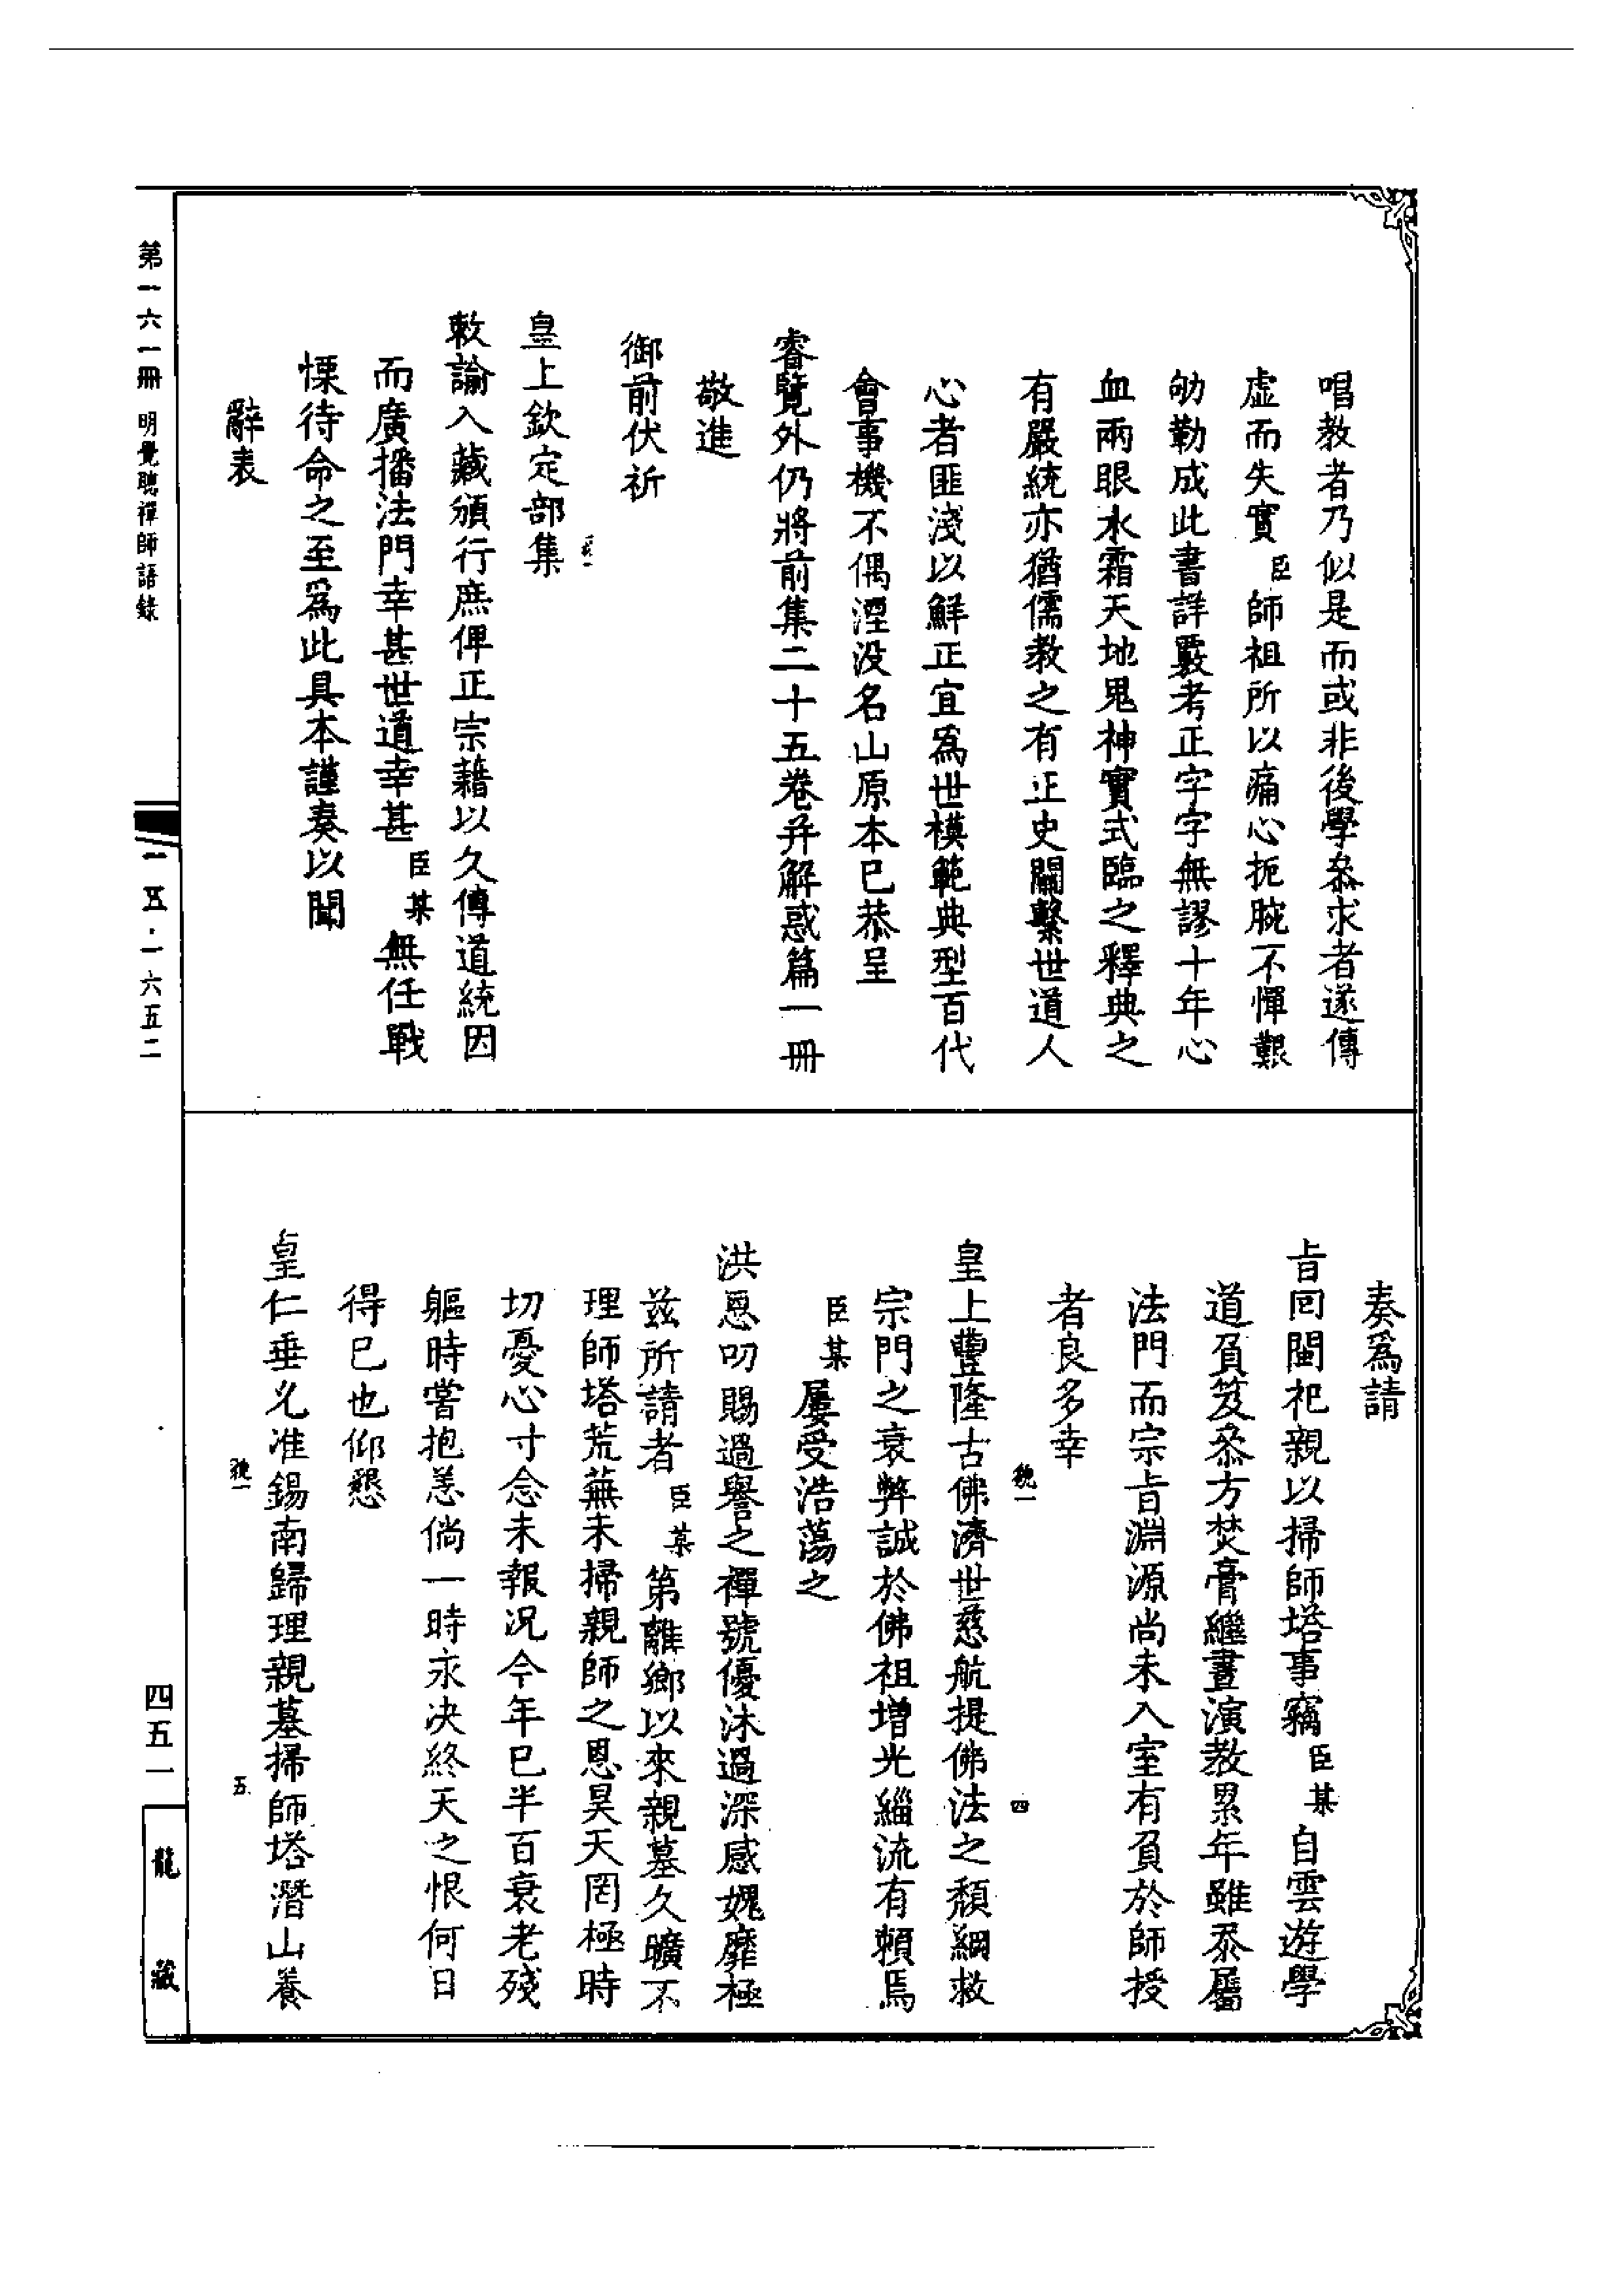 唱教者乃似是而或非後學叅求者遂傳
虛而失實臣師祖所以痛心扼腕不憚艱
劬勒成此書詳覈考正字字無謬十年心
血兩眼水霜天地鬼神實式臨之釋典之
有嚴統亦猶儒教之有正史關繫世道人
心者匪淺以鮮正宜爲世模範典型百代
會事機不偶湮没名山原本已恭呈
睿覽外仍將前集二十五卷并解惑篇一冊
敬進
御前伏祈
皇上欽定部集
敕諭入藏頒行庶俾正宗藉以久傳道統因
而廣播法門幸甚世道幸甚臣某無任戰
慄待命之至爲此具本謹奏以聞
辭表
奏爲請
旨回閩祀親以掃師塔事竊臣某自雲遊學
道負笈叅方焚膏繼晷演教累年雖忝屬
法門而宗旨淵源尚未入室有負於師授
者良多幸
貌一
四
皇上豐隆古佛濟世慈航提佛法之頹綱救
宗門之衰弊誠於佛祖增光緇流有賴焉
臣某屢受浩蕩之
洪恩叨賜過譽之禪號優沐過深感媿靡極
茲所請者臣某第離鄉以來親墓久曠不
理師塔荒蕪未掃親師之恩昊天罔極時
切憂心寸念未報况今年已半百衰老殘
軀時嘗抱恙倘一時永决終天之恨何日
得已也仰懇
皇仁垂允准錫南歸理親墓掃師塔潛山養
貌一
五
第一六一冊
明覺聰禪師語錄
一五·一六五二
四五一
龍藏